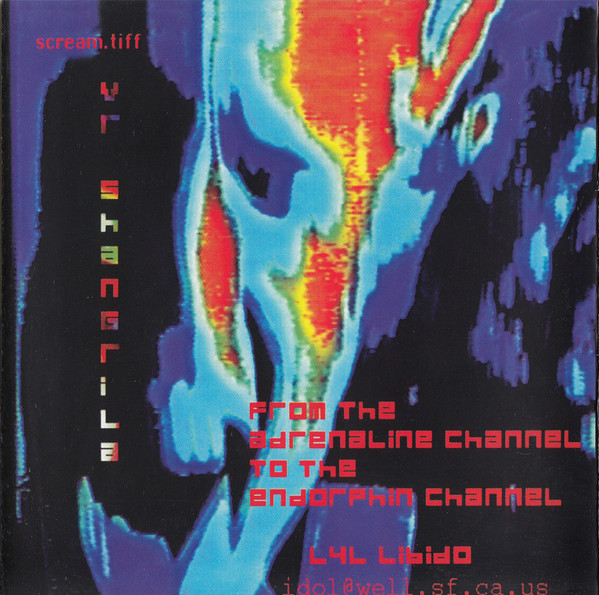 scream.tiff
vr shangriLa
From the
adrenaline channel
To The
endorphin channel
L4L Libido
idol@well.sf.ca.us